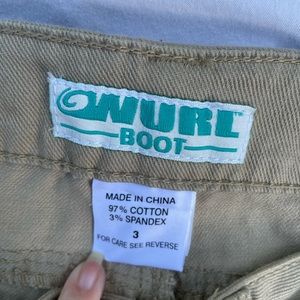 WURL
BOOT
MADE IN CHINA
97% COTTON
3% SPANDEX
3
FOR CARE SEE REVERSE